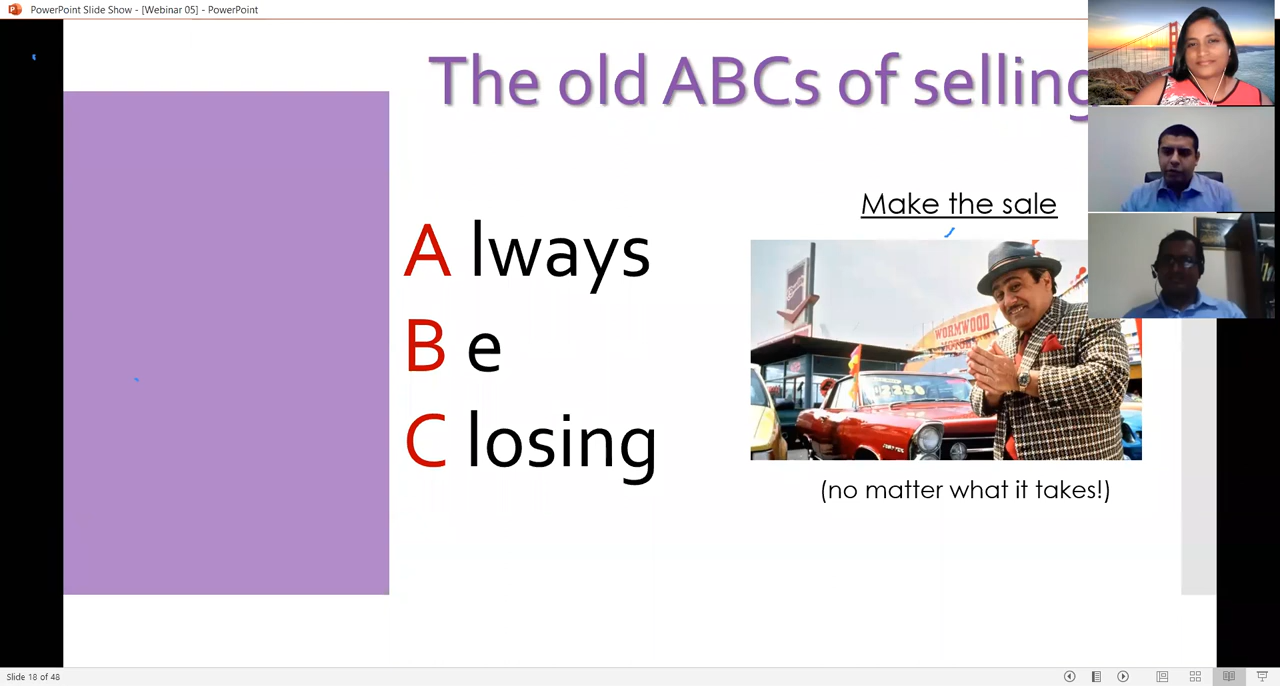 PowerPoint Slide Show - [Webinar 05] - PowerPoint
The old ABCs of selling
Make the sale
A lways
B e
C losing
WORMWOOD
(no matter what it takes!)
Slide 18 of 48